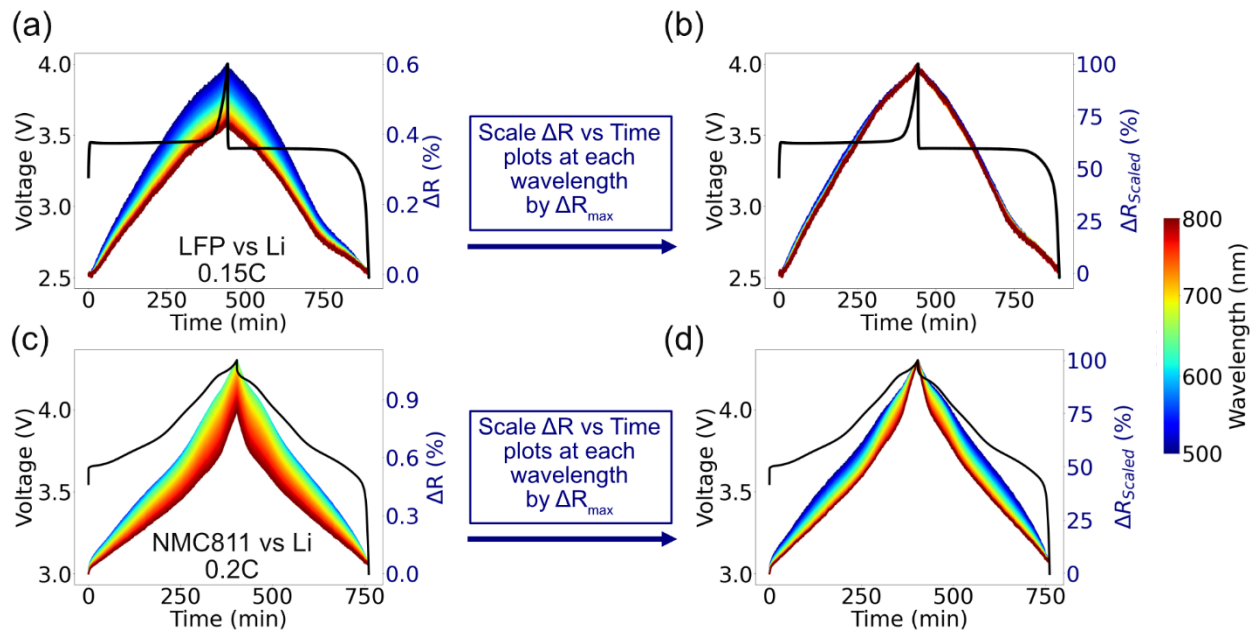 (a)
(b)
4.0
3.5
3.0
2.5
Voltage (V)
0.6
0.4
0.2
0.0
ΔR (%)
LFP vs Li
0.15C
0
250
500
750
Time (min)
Scale ΔR vs Time
plots at each
wavelength
by ΔRmax
4.0
3.5
3.0
2.5
Voltage (V)
100
75
50
25
0
ΔRScaled (%)
0
250
500
750
Time (min)
(c)
(d)
4.0
3.5
3.0
Voltage (V)
0.9
0.6
0.3
0.0
ΔR (%)
NMC811 vs Li
0.2C
0
250
500
750
Time (min)
Scale ΔR vs Time
plots at each
wavelength
by ΔRmax
4.0
3.5
3.0
Voltage (V)
100
75
50
25
0
ΔRScaled (%)
0
250
500
750
Time (min)
800
700
600
500
Wavelength (nm)